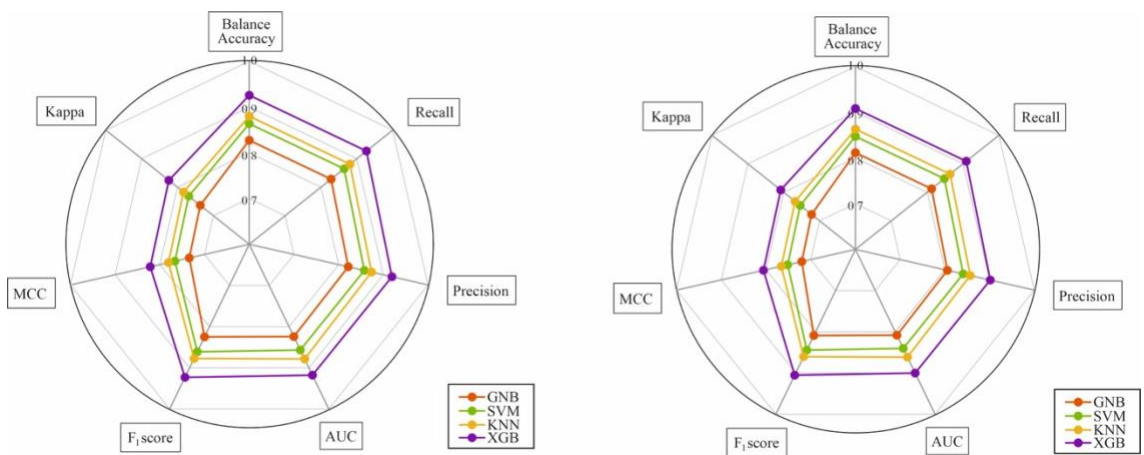 Balance
Accuracy
1.0
0.9
0.8
0.7
Kappa
Recall
MCC
Precision
F₁ score
AUC
GNB
SVM
KNN
XGB
Balance
Accuracy
1.0
0.9
0.8
0.7
Kappa
Recall
MCC
Precision
F₁ score
AUC
GNB
SVM
KNN
XGB